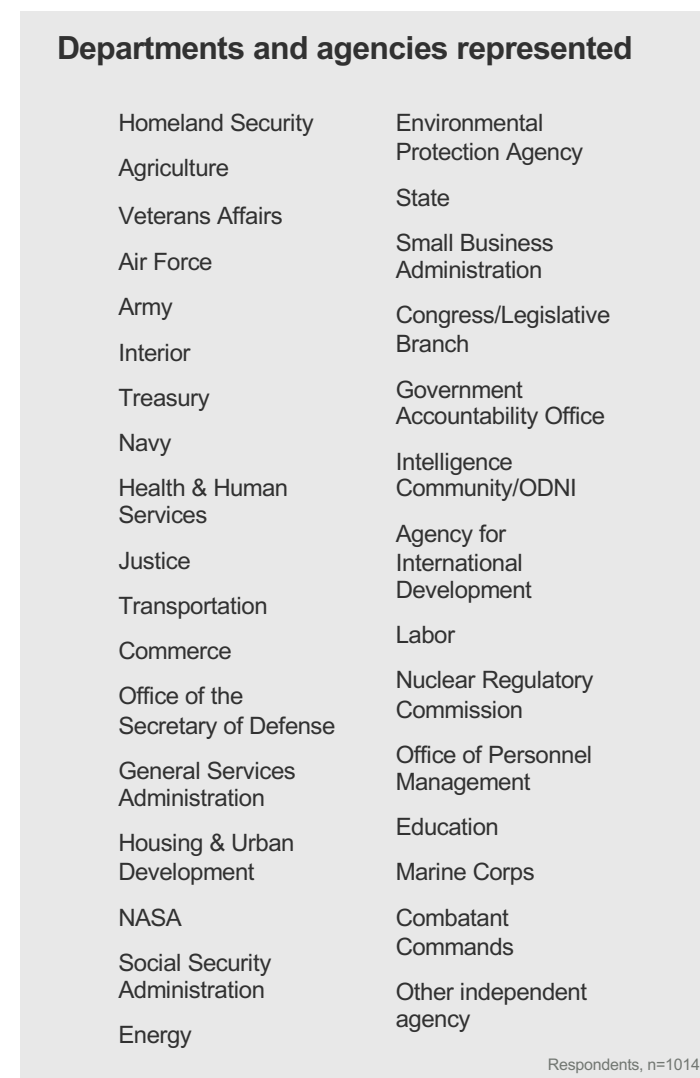 Departments and agencies represented
Homeland Security
Agriculture
Veterans Affairs
Air Force
Army
Interior
Treasury
Navy
Health & Human
Services
Justice
Transportation
Commerce
Office of the
Secretary of Defense
General Services
Administration
Housing & Urban
Development
NASA
Social Security
Administration
Energy
Environmental
Protection Agency
State
Small Business
Administration
Congress/Legislative
Branch
Government
Accountability Office
Intelligence
Community/ODNI
Agency for
International
Development
Labor
Nuclear Regulatory
Commission
Office of Personnel
Management
Education
Marine Corps
Combatant
Commands
Other independent
agency
Respondents, n=1014